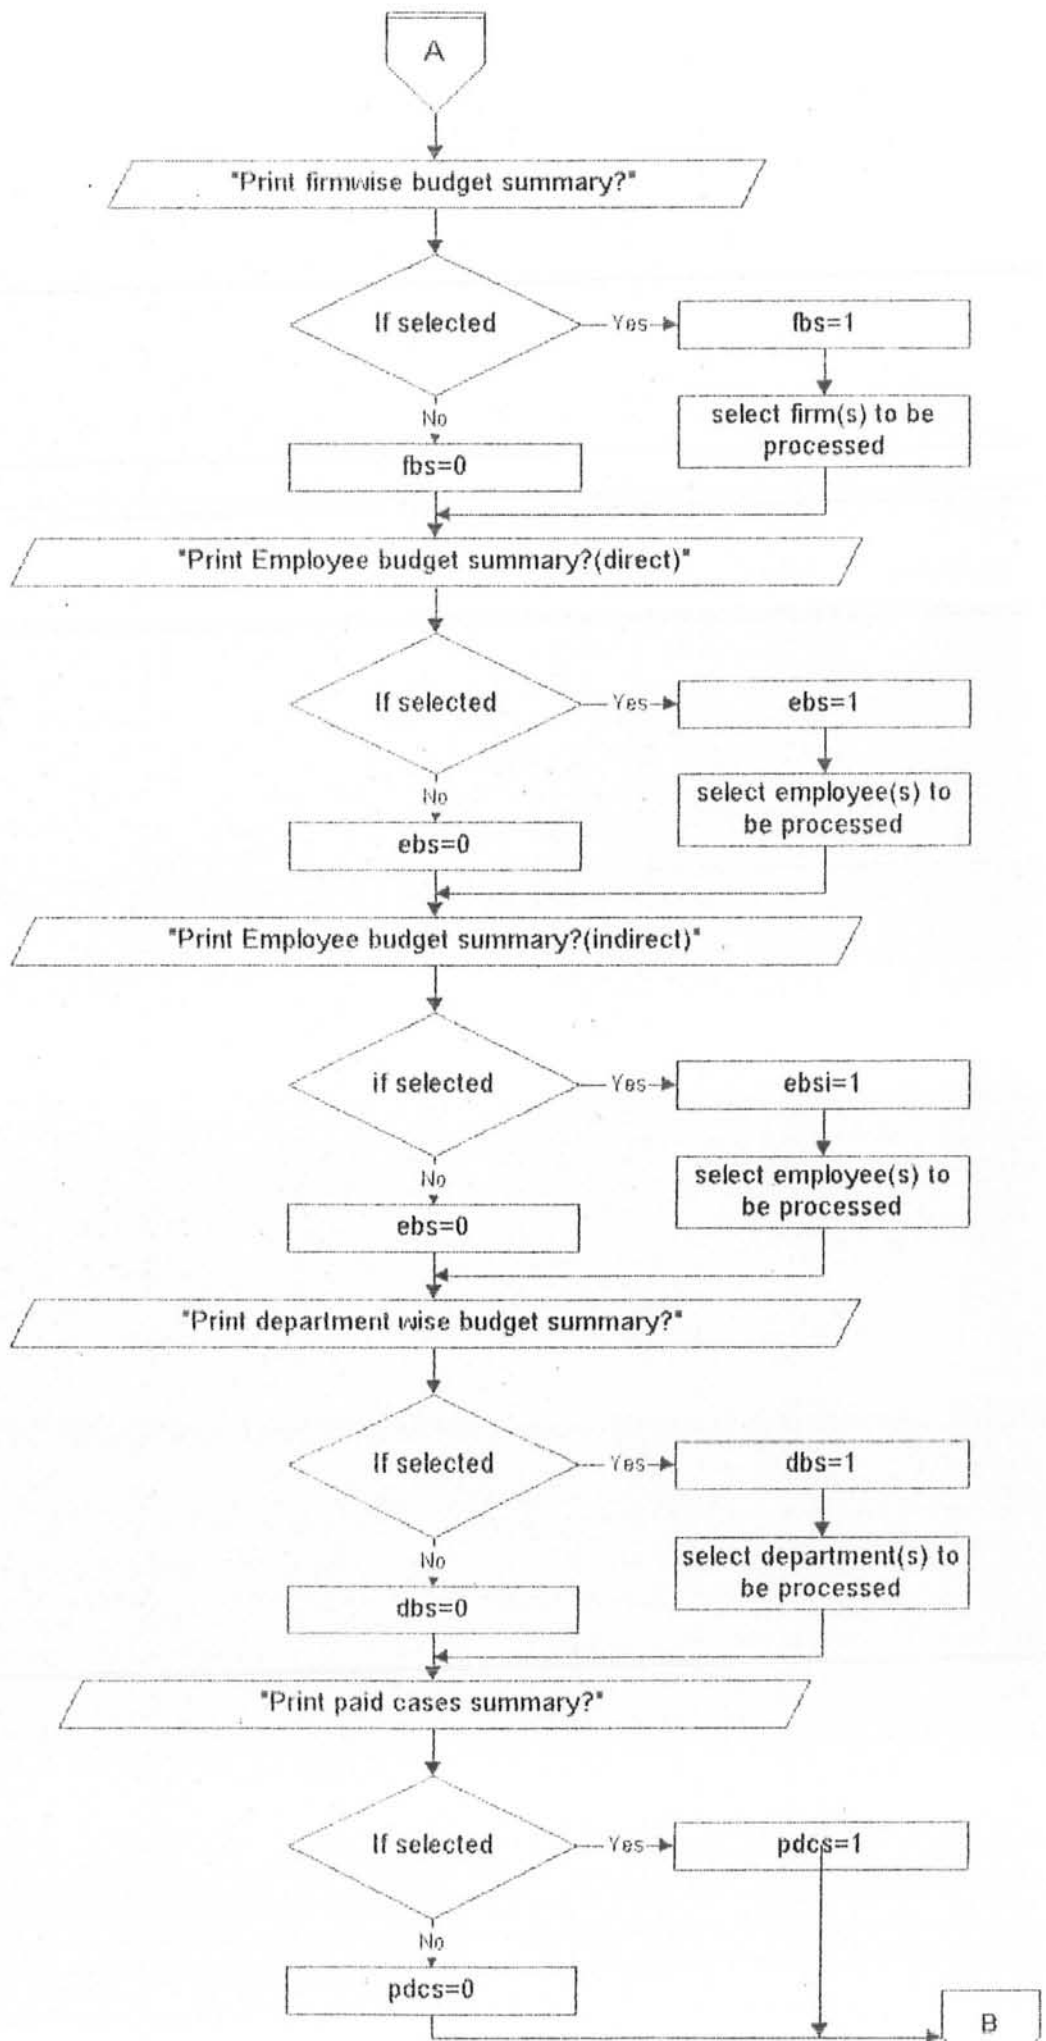 A
"Print firmwise budget summary?"
If selected
Yes
fbs=1
select firm(s) to be
processed
No
fbs=0
"Print Employee budget summary?(direct)"
If selected
Yes
ebs=1
select employee(s) to
be processed
No
ebs=0
"Print Employee budget summary?(indirect)"
if selected
Yes
ebsi=1
select employee(s) to
be processed
No
ebs=0
"Print department wise budget summary?"
If selected
Yes
dbs=1
select department(s) to
be processed
No
dbs=0
"Print paid cases summary?"
If selected
Yes
pdcs=1
No
pdcs=0
B